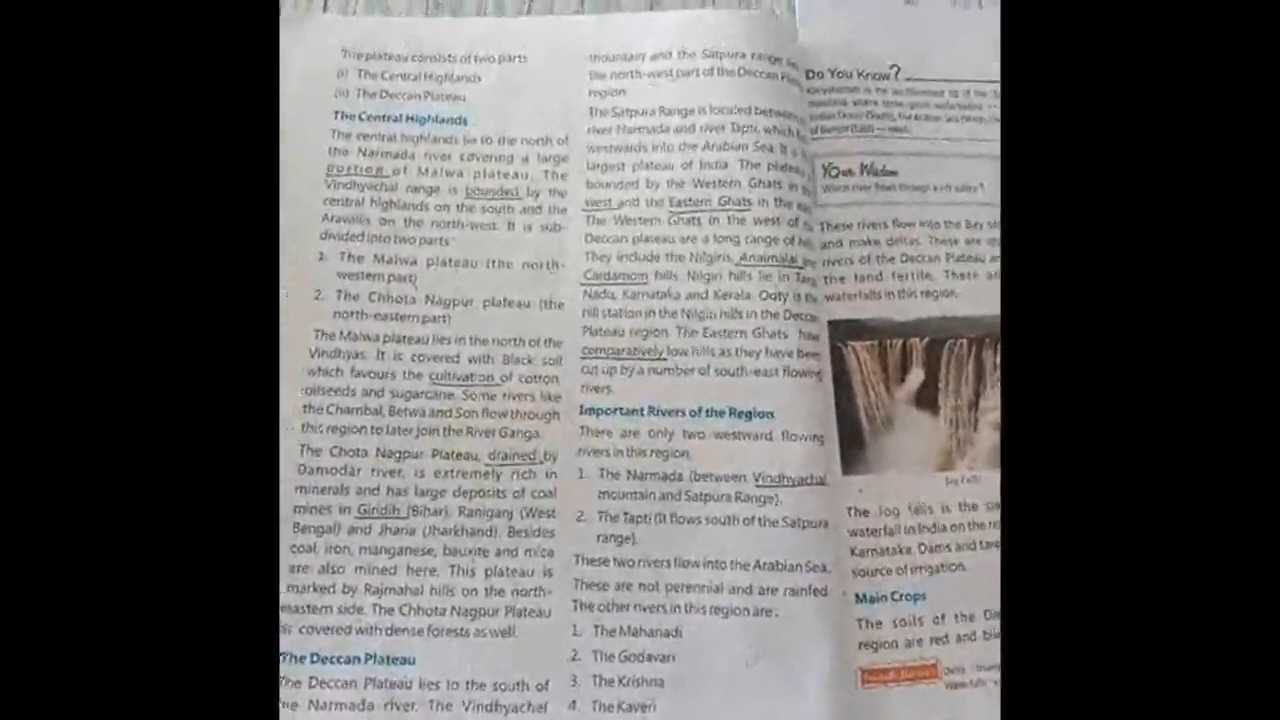 The plateau consists of two parts
(i) The Central Highlands
(ii) The Deccan Plateau
The Central Highlands
The central highlands lie to the north of
the Narmada river covering a large
portion of Malwa plateau. The
Vindhyachal range is bounded by the
central highlands on the south and the
Aravalis on the north-west. It is sub-
divided into two parts
1. The Malwa plateau (the north-
western part)
2. The Chhota Nagpur plateau (the
north-eastern part)
The Malwa plateau lies in the north of the
Vindhyas. It is covered with Black soil
which favours the cultivation of cotton
oilseeds and sugarcane. Some rivers like
the Chambal, Betwa and Son flow through
this region to later join the River Ganga.
The Chota Nagpur Plateau, drained by
Damodar river, is extremely rich in
minerals and has large deposits of coal
mines in Giridih (Bihar), Raniganj (West
Bengal) and Jharia (Jharkhand). Besides
coal, iron, manganese, bauxite and mica
are also mined here. This plateau is
marked by Rajmahal hills on the north-
eastern side. The Chhota Nagpur Plateau
is covered with dense forests as well.
The Deccan Plateau
The Deccan Plateau lies to the south of
the Narmada river. The Vindhyachel
mountain and the Satpura range
the north-west part of the Deccan
region
The Satpura Range is located between
river Narmada and river Tapti, which
westwards into the Arabian Sea. It is
largest plateau of India. The plateau
bounded by the Western Ghats in
west and the Eastern Ghats in the
The Western Ghats in the west of
Deccan plateau are a long range of
They include the Nilgiris, Anaimalai
Cardamom hills. Nilgiri hills lie in
Nadu, Karnataka and Kerala. Ooty is
hill station in the Nilgiri hills in the Deccan
Plateau region. The Eastern Ghats have
comparatively low hills as they have been
cut up by a number of south-east flowing
rivers.
Important Rivers of the Region
There are only two westward flowing
rivers in this region
1. The Narmada (between Vindhyachal
mountain and Satpura Range).
2. The Tapti (It flows south of the Satpura
range).
These two rivers flow into the Arabian Sea.
These are not perennial and are rainfed
The other rivers in this region are :
1. The Mahanadi
2. The Godavari
3. The Krishna
4. The Kaveri
Do You Know?
Your Wisdom
Which river flows through a rift valley?
These rivers flow into the Bay
and make deltas. These are
rivers of the Deccan Plateau
the land fertile. There
waterfalls in this region.
Jog Falls
The Jog falls is the
waterfall in India on the
Karnataka. Dams and
source of irrigation.
Main Crops
The soils of the
region are red and